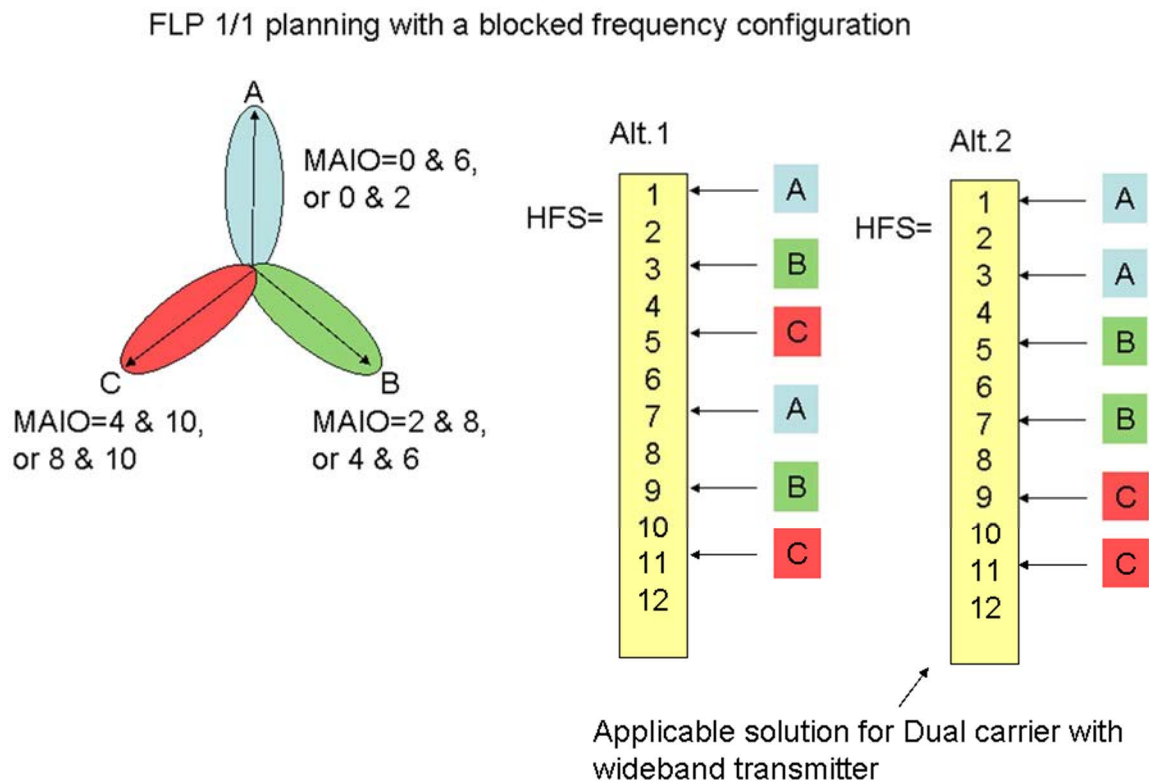 FLP 1/1 planning with a blocked frequency configuration
A
MAIO=0 & 6,
or 0 & 2
C
MAIO=4 & 10,
or 8 & 10
B
MAIO=2 & 8,
or 4 & 6
Alt.1
HFS=
1
2
3
4
5
6
7
8
9
10
11
12
A
B
C
A
B
C
Alt.2
HFS=
1
2
3
4
5
6
7
8
9
10
11
12
A
A
B
B
C
C
Applicable solution for Dual carrier with
wideband transmitter